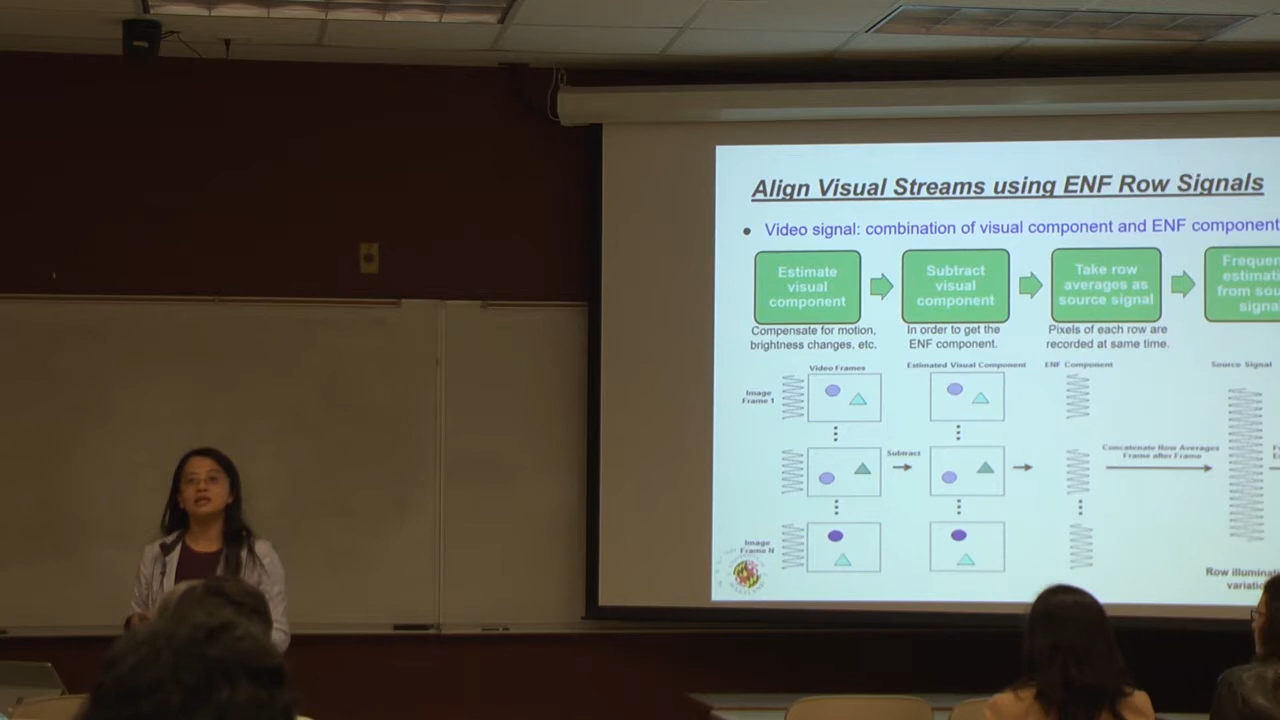 Align Visual Streams using ENF Row Signals
Video signal: combination of visual component and ENF component
Estimate
visual
component
Subtract
visual
component
Take row
averages as
source signal
Compensate for motion,
brightness changes, etc.
In order to get the
ENF component.
Pixels of each row are
recorded at same time.
Video Frames
Estimated Visual Component
ENF Component
Source Signal
Image
Frame 1
Subtract
Concatenate Row Averages
Frame after Frame
Image
Frame N
Row